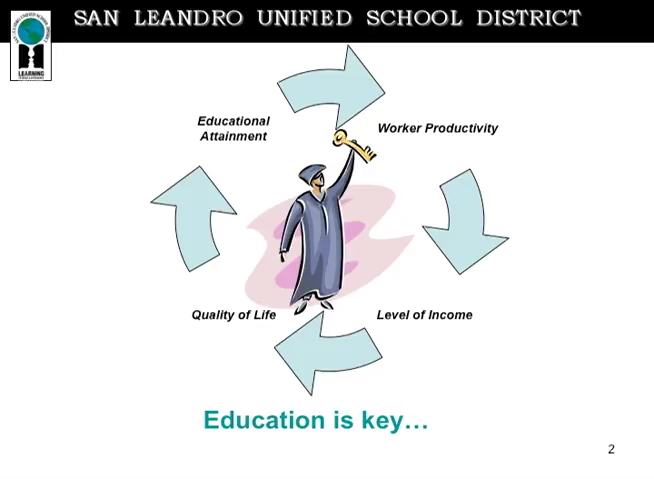 SAN LEANDRO UNIFIED SCHOOL DISTRICT
LEARNING
Educational
Attainment
Worker Productivity
Quality of Life
Level of Income
Education is key…
2